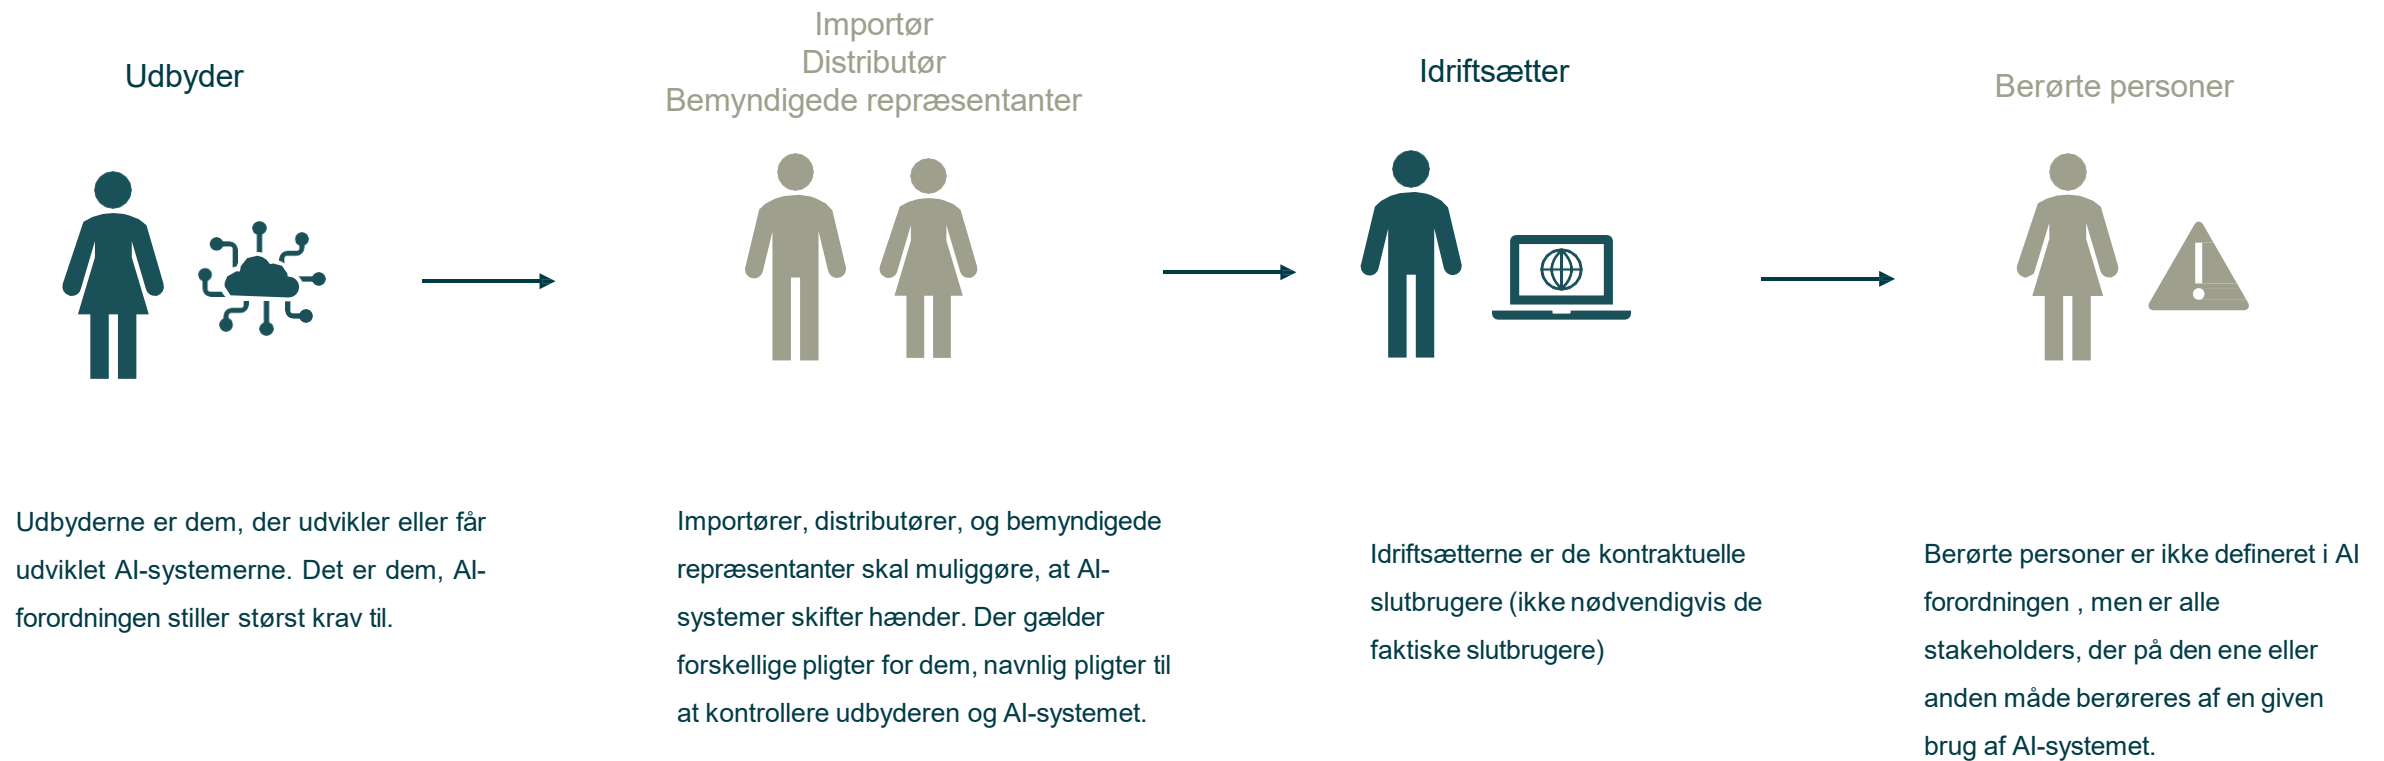 Udbyder
Importør
Distributør
Bemyndigede repræsentanter
Idriftsætter
Berørte personer
Udbyderne er dem, der udvikler eller får
udviklet AI-systemerne. Det er dem, AI-
forordningen stiller størst krav til.
Importører, distributører, og bemyndigede
repræsentanter skal muliggøre, at AI-
systemer skifter hænder. Der gælder
forskellige pligter for dem, navnlig pligter til
at kontrollere udbyderen og AI-systemet.
Idriftsætterne er de kontraktuelle
slutbrugere (ikke nødvendigvis de
faktiske slutbrugere)
Berørte personer er ikke defineret i AI
forordningen , men er alle
stakeholders, der på den ene eller
anden måde berøreres af en given
brug af AI-systemet.